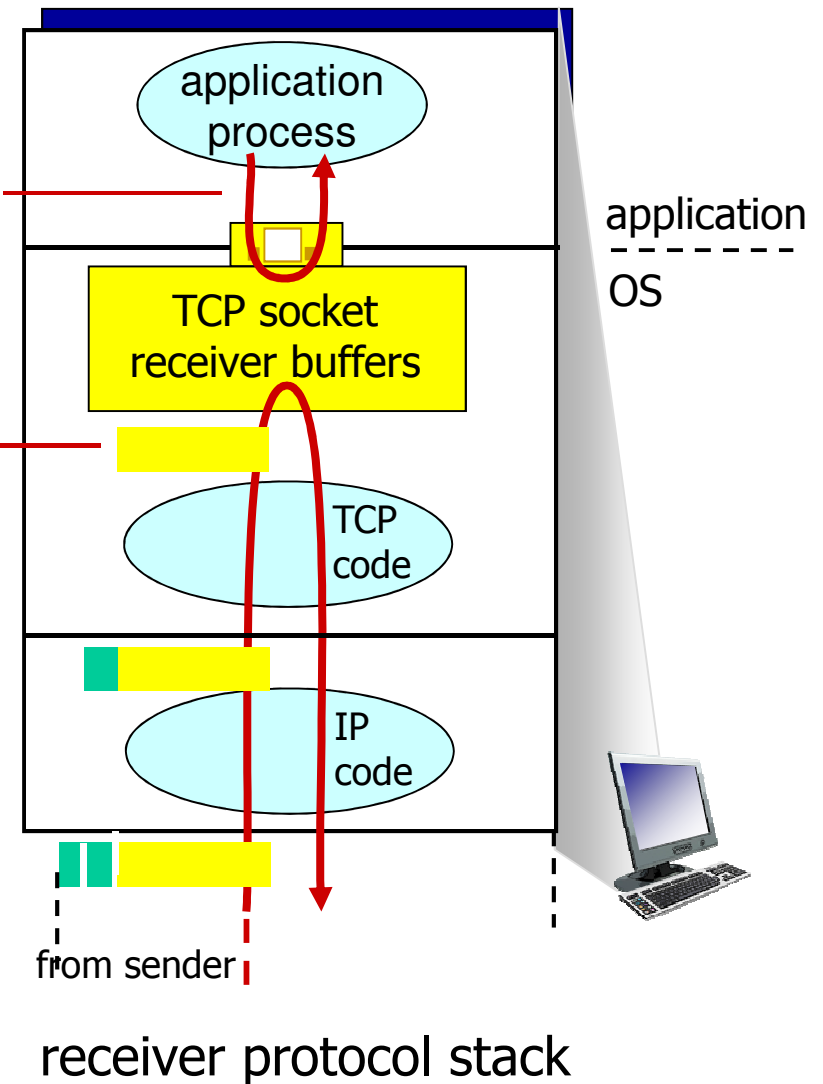 application
process
application
OS
TCP socket
receiver buffers
TCP
code
IP
code
from sender
receiver protocol stack